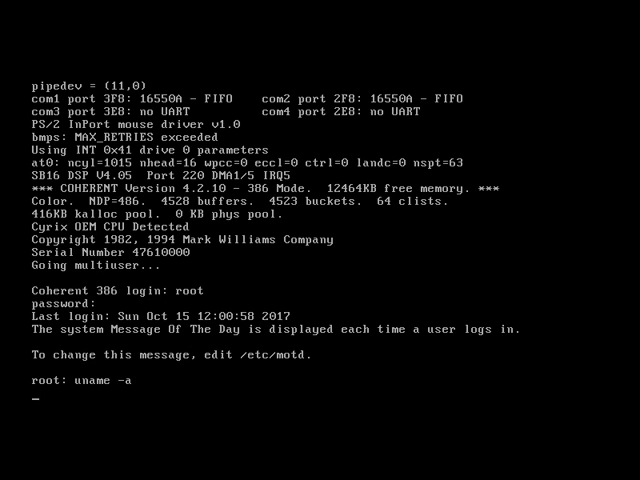 pipedev = (11,0)
com1 port 3F8: 16550A - FIFO    com2 port 2F8: 16550A - FIFO
com3 port 3E8: no UART          com4 port 2E8: no UART
PS/2 InPort mouse driver v1.0
bmps: MAX_RETRIES exceeded
Using INT 0x41 drive 0 parameters
at0: ncyl=1015 nhead=16 wpcc=0 eccl=0 ctrl=0 landc=0 nspt=63
SB16 DSP V4.05  Port 220 DMA1/5 IRQ5
*** COHERENT Version 4.2.10 - 386 Mode.  12464KB free memory. ***
Color.  NDP=486.  4528 buffers.  4523 buckets.  64 clists.
416KB kalloc pool.  0 KB phys pool.
Cyrix OEM CPU Detected
Copyright 1982, 1994 Mark Williams Company
Serial Number 47610000
Going multiuser...
Coherent 386 login: root
password:
Last login: Sun Oct 15 12:00:58 2017
The system Message Of The Day is displayed each time a user logs in.
To change this message, edit /etc/motd.
root: uname -a
_